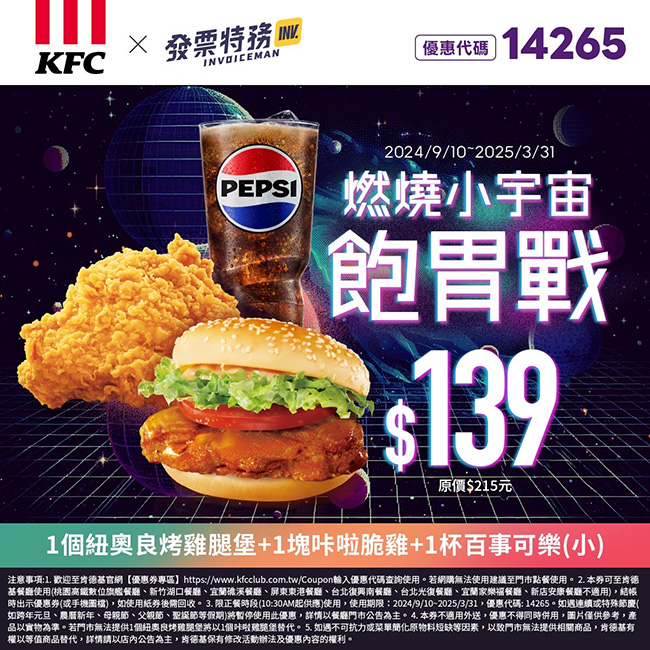 KFC × 發票特務 INV.
INVOICEMAN
優惠代碼 14265
2024/9/10~2025/3/31
PEPSI
燃燒小宇宙
飽胃戰
$139
原價$215元
1個紐奧良烤雞腿堡+1塊咔啦脆雞+1杯百事可樂(小)
注意事項:1. 歡迎至肯德基官網【優惠券專區】https://www.kfcclub.com.tw/Coupon輸入優惠代碼查詢使用。若網購無法使用建議至門市點餐使用。 2. 本券可至肯德
基餐廳使用(桃園高鐵數位旗艦餐廳、新竹湖口餐廳、宜蘭礁溪餐廳、屏東東港餐廳、台北復興南餐廳、台北光復餐廳、宜蘭家樂福餐廳、新店安康餐廳不適用)，結帳
時出示優惠券(或手機圖檔)，如使用紙券後需回收。 3. 限正餐時段(10:30AM起供應)使用，使用期限：2024/9/10~2025/3/31，優惠代碼：14265。如遇連續或特殊節慶(
如跨年元旦、農曆新年、母親節、父親節、聖誕節等假期)將暫停使用此優惠，詳情以餐廳門市公告為主。 4. 本券不適用外送，優惠不得同時併用，圖片僅供參考，產
品以實物為準。若門市無法提供1個紐奧良烤雞腿堡將以1個咔啦雞腿堡替代。 5. 如遇不可抗力或菜單簡化原物料短缺等因素，以致門市無法提供相關商品，肯德基有
權以等值商品替代，詳情請以店內公告為主，肯德基保有修改活動辦法及優惠內容的權利。